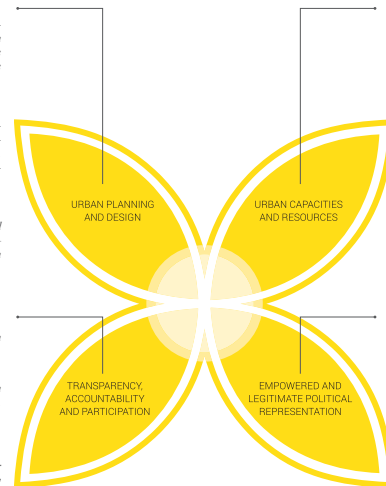 URBAN PLANNING
AND DESIGN
URBAN CAPACITIES
AND RESOURCES
TRANSPARENCY,
ACCOUNTABILITY
AND PARTICIPATION
EMPOWERED AND
LEGITIMATE POLITICAL
REPRESENTATION